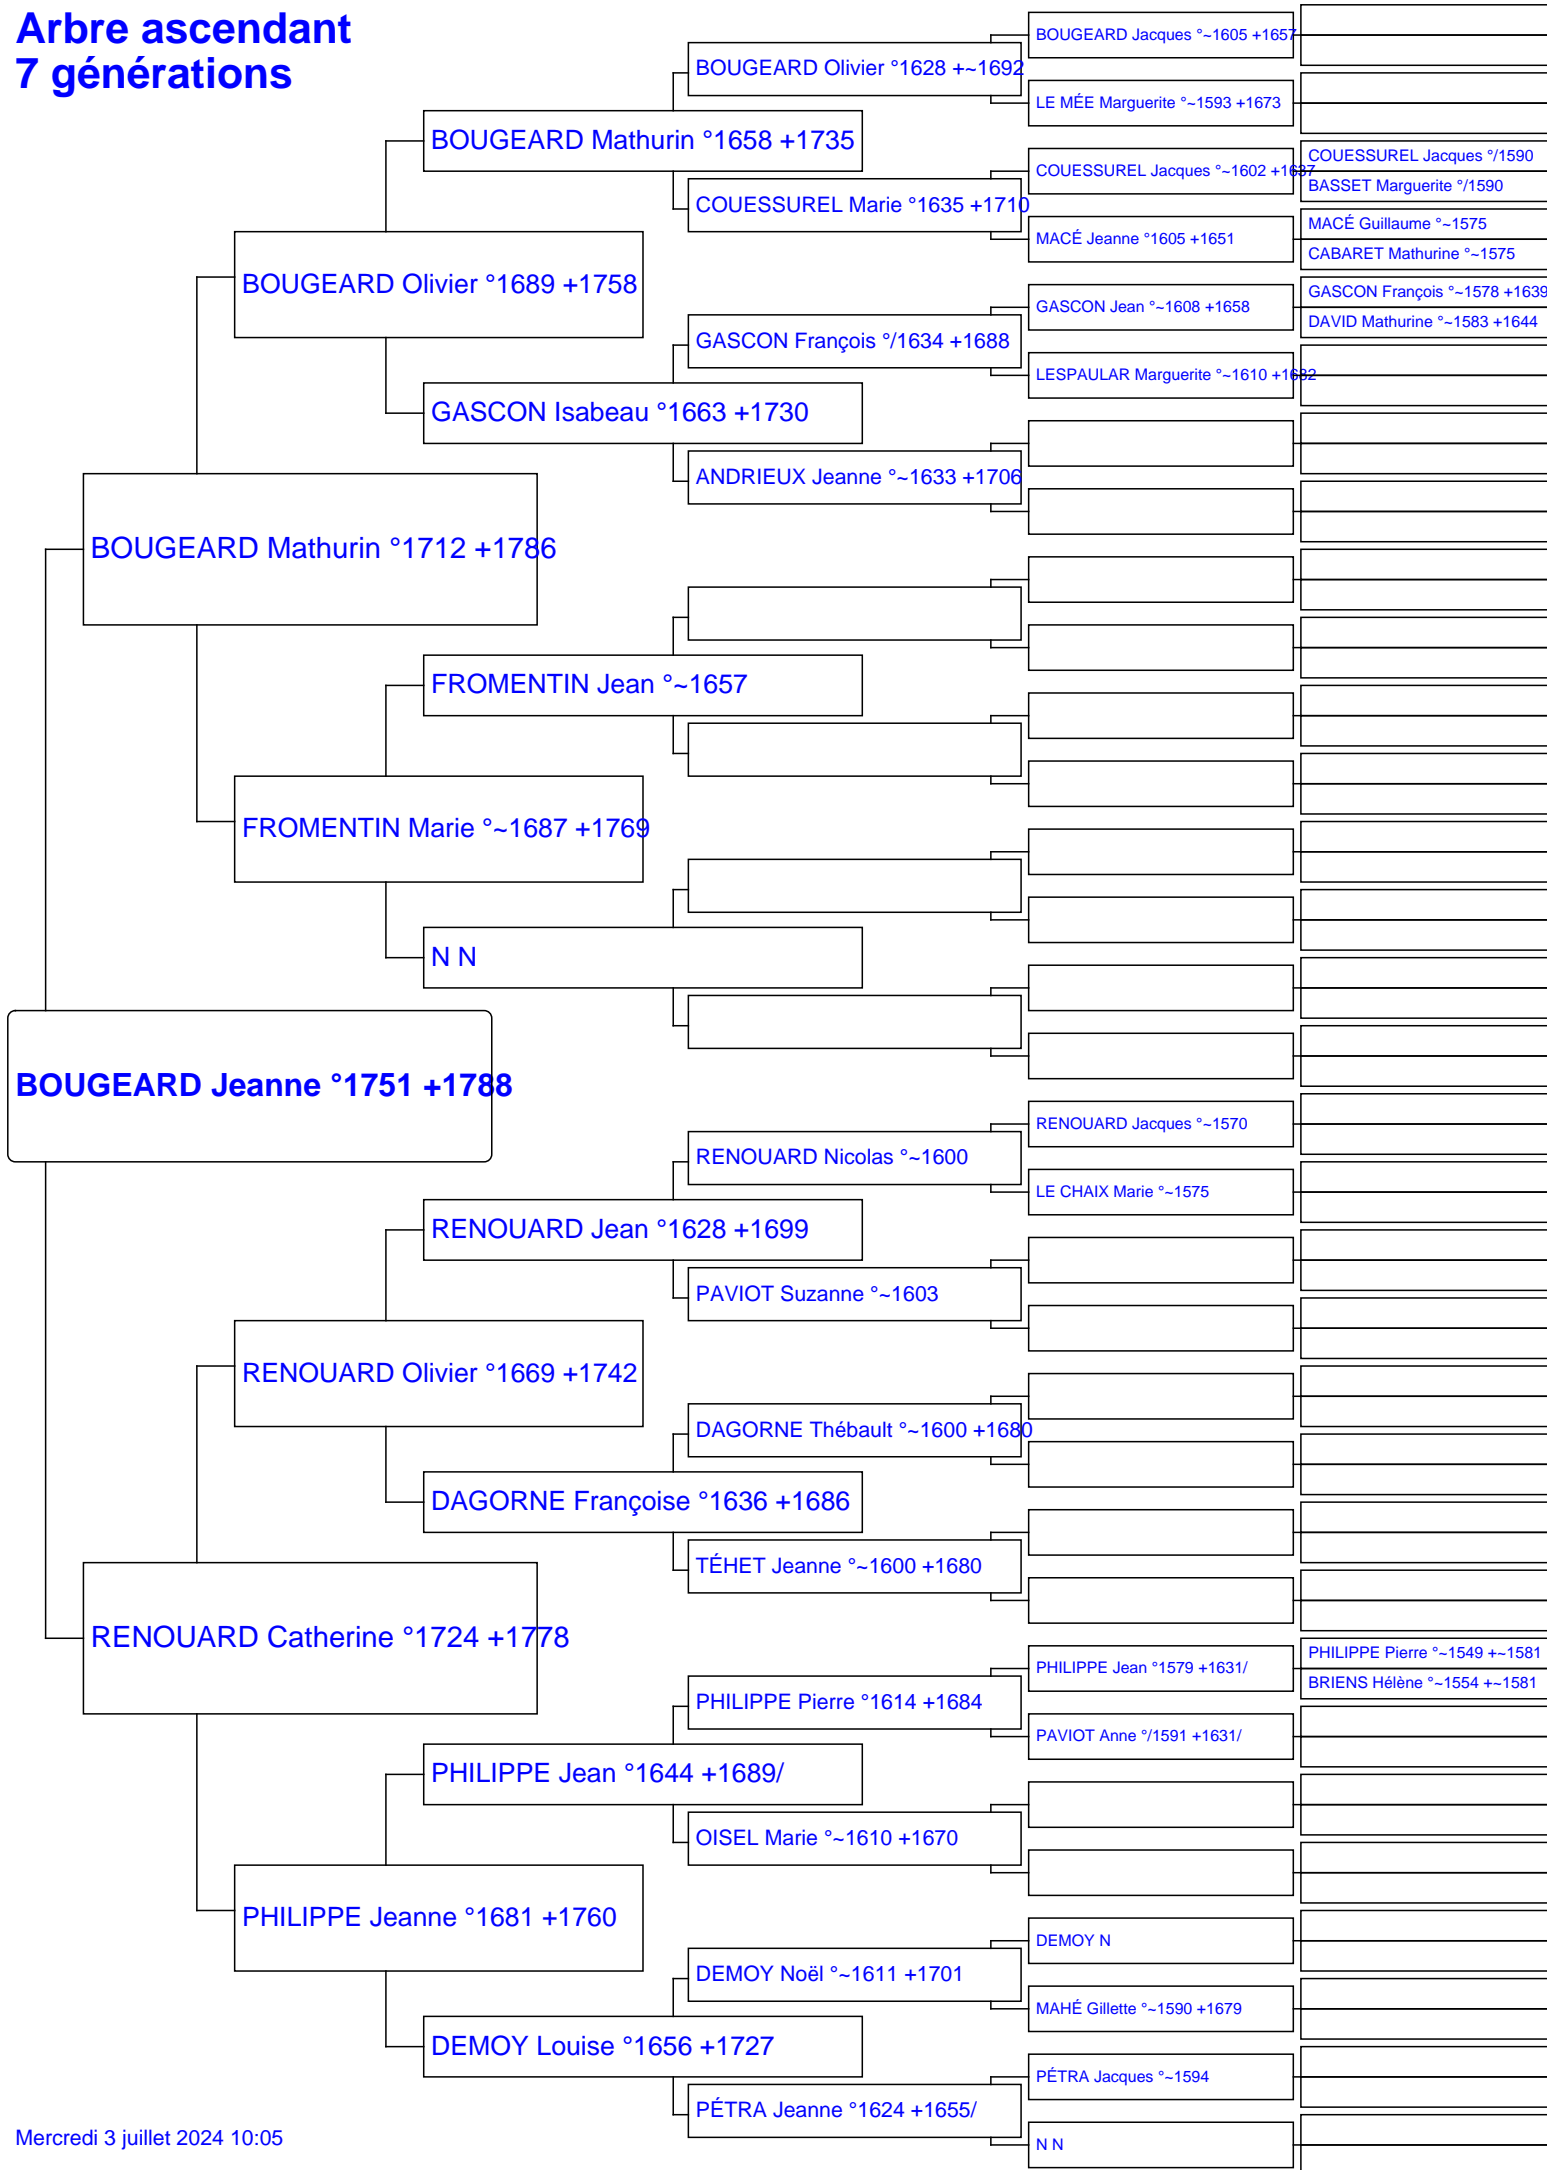 Arbre ascendant
7 générations
BOUGEARD Jeanne °1751 +1788
BOUGEARD Mathurin °1712 +1786
RENOUARD Catherine °1724 +1778
BOUGEARD Olivier °1689 +1758
FROMENTIN Marie °~1687 +1769
RENOUARD Olivier °1669 +1742
PHILIPPE Jeanne °1681 +1760
BOUGEARD Mathurin °1658 +1735
GASCON Isabeau °1663 +1730
FROMENTIN Jean °~1657
N N
RENOUARD Jean °1628 +1699
DAGORNE Françoise °1636 +1686
PHILIPPE Jean °1644 +1689/
DEMOY Louise °1656 +1727
BOUGEARD Olivier °1628 +~1692
COUESSUREL Marie °1635 +1710
GASCON François °/1634 +1688
ANDRIEUX Jeanne °~1633 +1706
RENOUARD Nicolas °~1600
PAVIOT Suzanne °~1603
DAGORNE Thébault °~1600 +1680
TÉHET Jeanne °~1600 +1680
PHILIPPE Pierre °1614 +1684
OISEL Marie °~1610 +1670
DEMOY Noël °~1611 +1701
PÉTRA Jeanne °1624 +1655/
BOUGEARD Jacques °~1605 +1657
LE MÉE Marguerite °~1593 +1673
COUESSUREL Jacques °~1602 +1637
MACÉ Jeanne °1605 +1651
GASCON Jean °~1608 +1658
LESPAULAR Marguerite °~1610 +1682
RENOUARD Jacques °~1570
LE CHAIX Marie °~1575
PHILIPPE Jean °1579 +1631/
PAVIOT Anne °/1591 +1631/
DEMOY N
MAHÉ Gillette °~1590 +1679
PÉTRA Jacques °~1594
N N
COUESSUREL Jacques °/1590
BASSET Marguerite °/1590
MACÉ Guillaume °~1575
CABARET Mathurine °~1575
GASCON François °~1578 +1639
DAVID Mathurine °~1583 +1644
PHILIPPE Pierre °~1549 +~1581
BRIENS Hélène °~1554 +~1581
Mercredi 3 juillet 2024 10:05